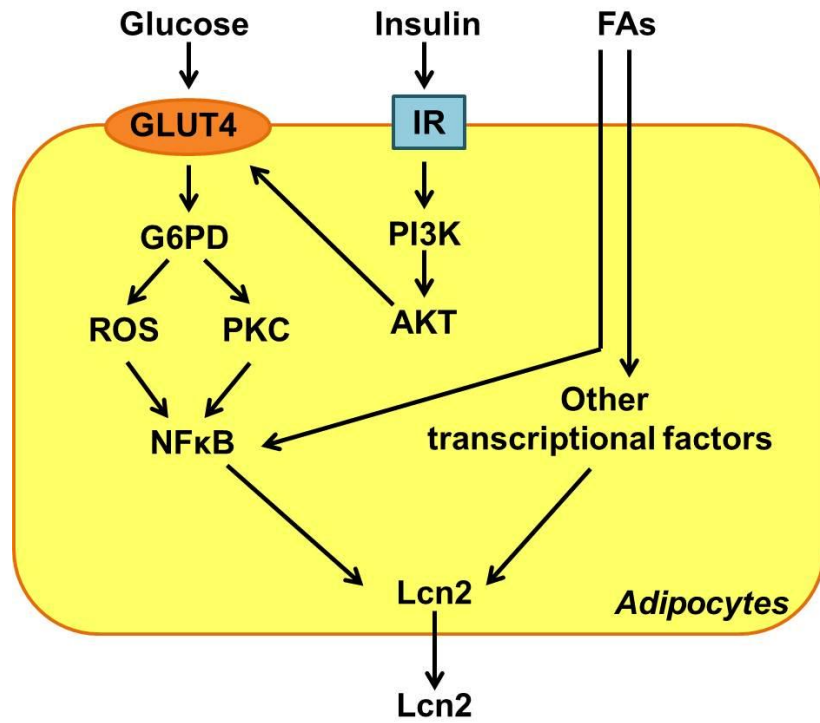 Glucose
Insulin
FAs
GLUT4
IR
G6PD
PI3K
ROS
PKC
AKT
NFκB
Other
transcriptional factors
Lcn2
Adipocytes
Lcn2